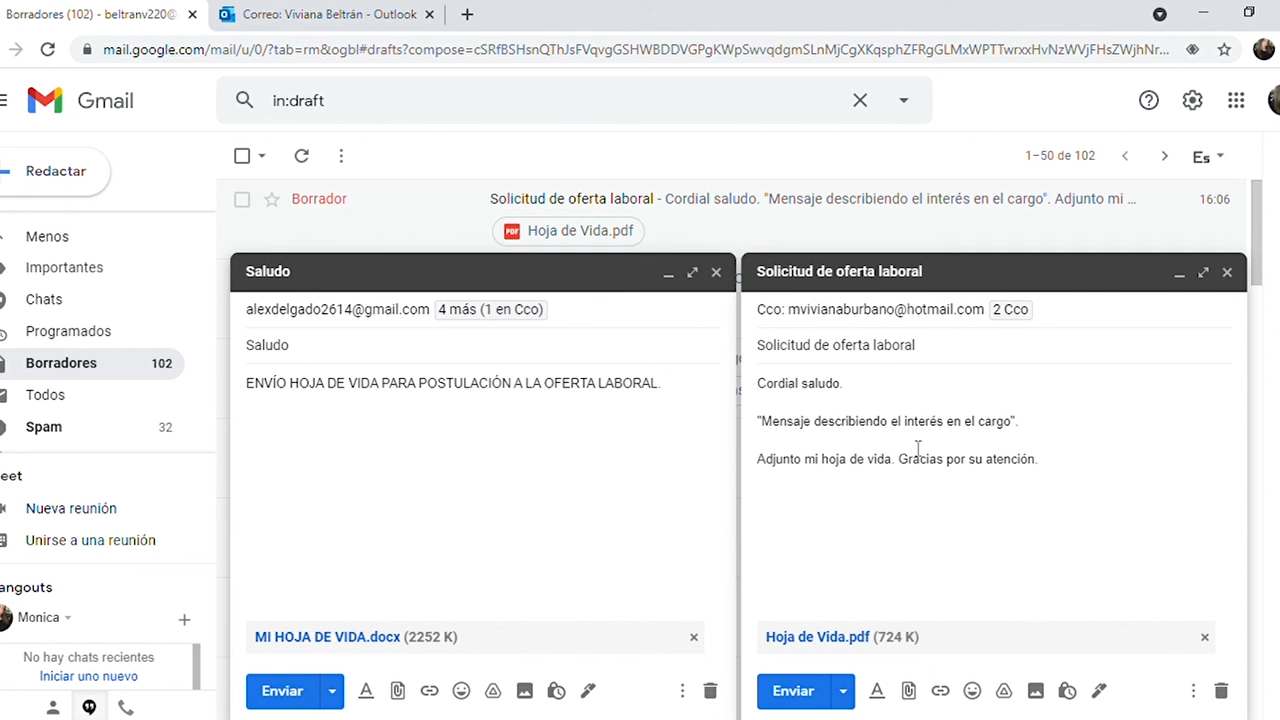 Borradores (102) - beltranv220@
Correo: Viviana Beltrán - Outlook
mail.google.com/mail/u/0/?tab=rm&ogbl#drafts?compose=cSRfBSHsnQThJsFVqvgGSHWBDDVGPgKWpSwvqdgmSLnMjCgXKqsphZFRgGLMxWPTTwrxxHvNzWVjFHsZWjhNr...
Gmail
in:draft
Redactar
1–50 de 102
Es
Borrador
Solicitud de oferta laboral - Cordial saludo. "Mensaje describiendo el interés en el cargo". Adjunto mi ...
16:06
PDF Hoja de Vida.pdf
Menos
Importantes
Chats
Programados
Borradores 102
Todos
Spam 32
eet
Nueva reunión
Unirse a una reunión
angouts
Monica
No hay chats recientes
Iniciar uno nuevo
Saludo
alexdelgado2614@gmail.com 4 más (1 en Cco)
Saludo
ENVÍO HOJA DE VIDA PARA POSTULACIÓN A LA OFERTA LABORAL.
MI HOJA DE VIDA.docx (2252 K)
Enviar
Solicitud de oferta laboral
Cco: mvivianaburbano@hotmail.com 2 Cco
Solicitud de oferta laboral
Cordial saludo.
"Mensaje describiendo el interés en el cargo".
Adjunto mi hoja de vida. Gracias por su atención.
Hoja de Vida.pdf (724 K)
Enviar